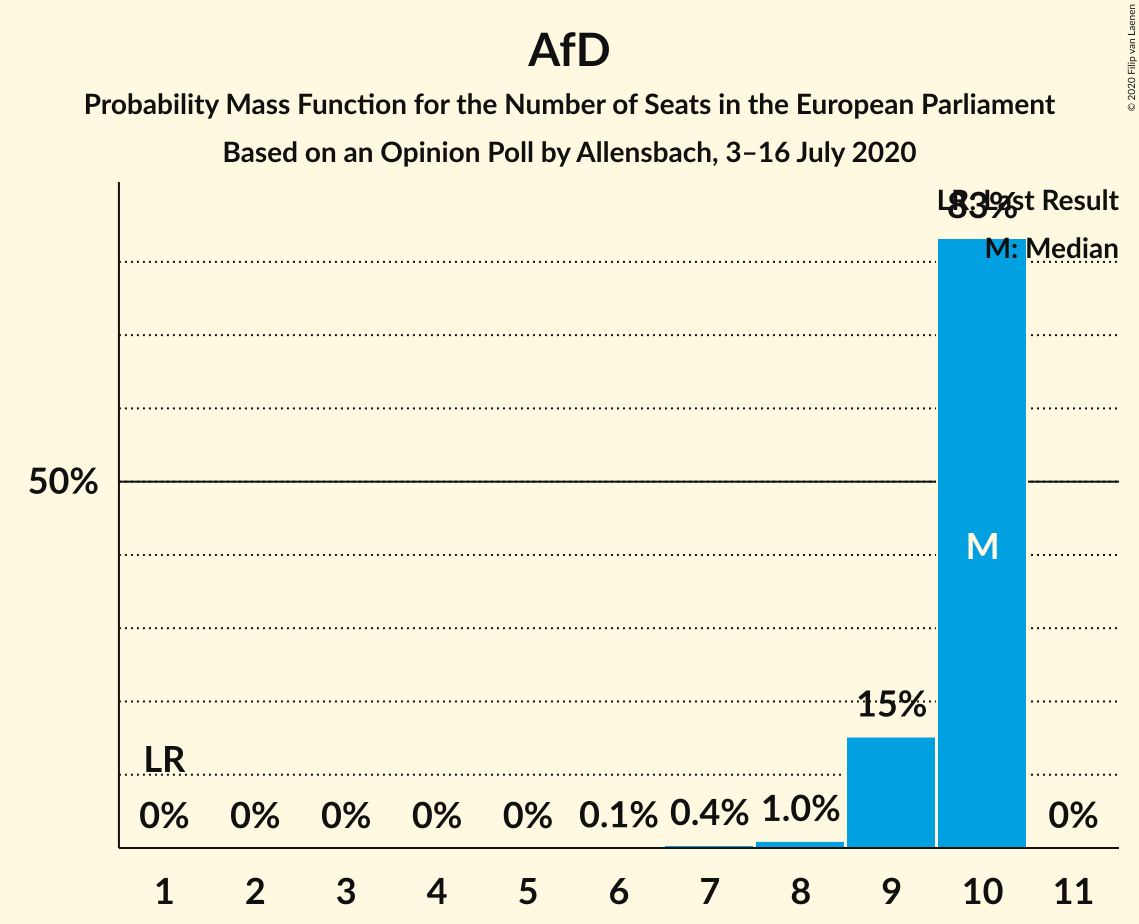 AfD
Probability Mass Function for the Number of Seats in the European Parliament
Based on an Opinion Poll by Allensbach, 3–16 July 2020
© 2020 Filip van Laenen
LR: Last Result
83%
M: Median
50%
M
15%
LR
0% 0% 0% 0% 0% 0.1% 0.4% 1.0% 0%
1 2 3 4 5 6 7 8 9 10 11